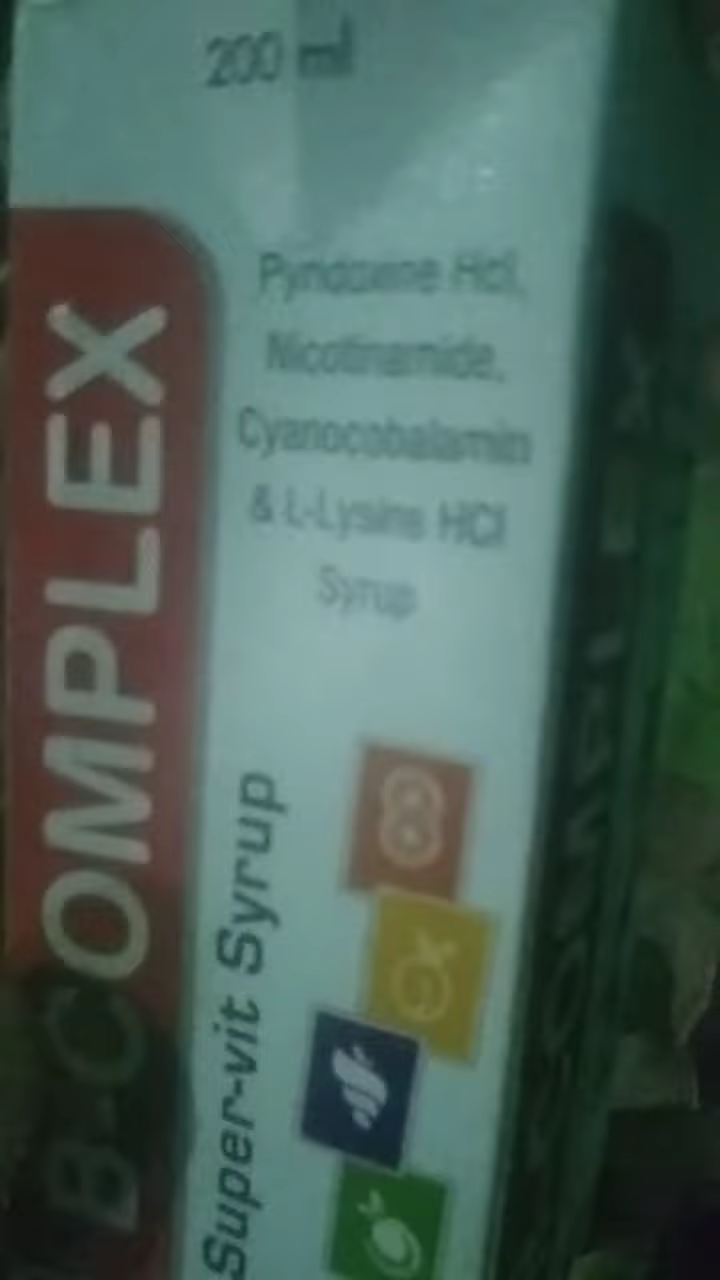 200 ml
Pyridoxine Hcl,
Nicotinamide,
Cyanocobalamin
& L-Lysine HCl
Syrup
B-COMPLEX
Super-vit Syrup